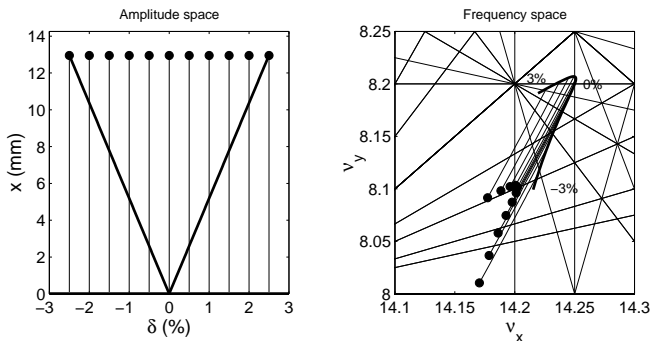 Amplitude space
Frequency space
14
12
10
8
6
4
2
0
x (mm)
−3 −2 −1 0 1 2 3
δ (%)
8.25
8.2
8.15
8.1
8.05
8
ν_y
3%
0%
−3%
14.1 14.15 14.2 14.25 14.3
ν_x